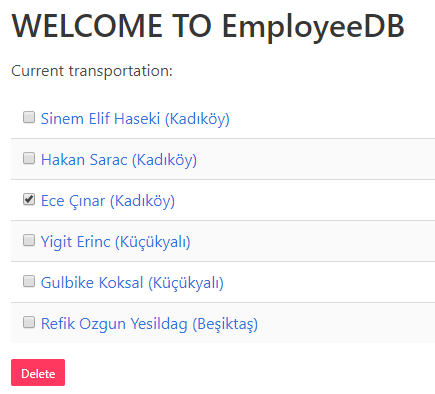 WELCOME TO EmployeeDB
Current transportation:
Sinem Elif Haseki (Kadıköy)
Hakan Sarac (Kadıköy)
Ece Çınar (Kadıköy)
Yigit Erinc (Küçükyalı)
Gulbike Koksal (Küçükyalı)
Refik Ozgun Yesildag (Beşiktaş)
Delete